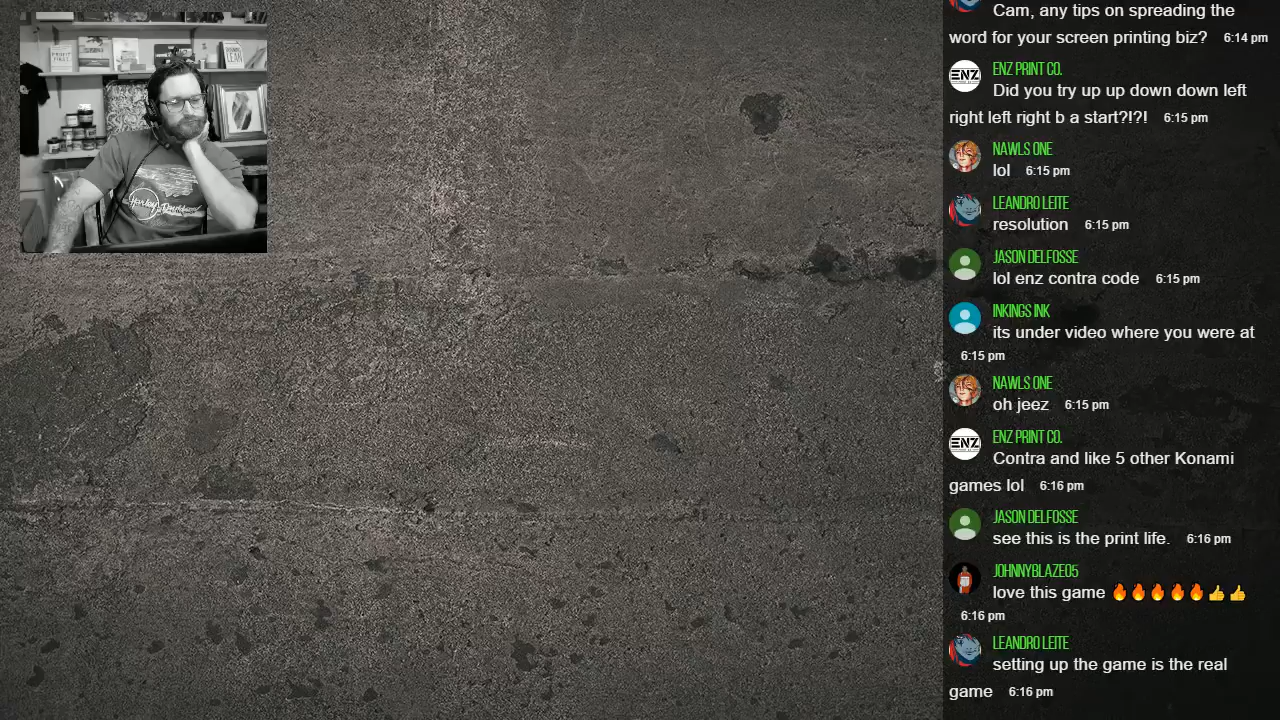 Cam, any tips on spreading the
word for your screen printing biz? 6:14 pm
ENZ PRINT CO.
Did you try up up down down left
right left right b a start?!?! 6:15 pm
NAWLS ONE
lol 6:15 pm
LEANDRO LEITE
resolution 6:15 pm
JASON DELFOSSE
lol enz contra code 6:15 pm
INKINGS INK
its under video where you were at
6:15 pm
NAWLS ONE
oh jeez 6:15 pm
ENZ PRINT CO.
Contra and like 5 other Konami
games lol 6:16 pm
JASON DELFOSSE
see this is the print life. 6:16 pm
JOHNNYBLAZE05
love this game 🔥🔥🔥🔥🔥👍👍
6:16 pm
LEANDRO LEITE
setting up the game is the real
game 6:16 pm
ENZ
ENZ
Harley-Davidson